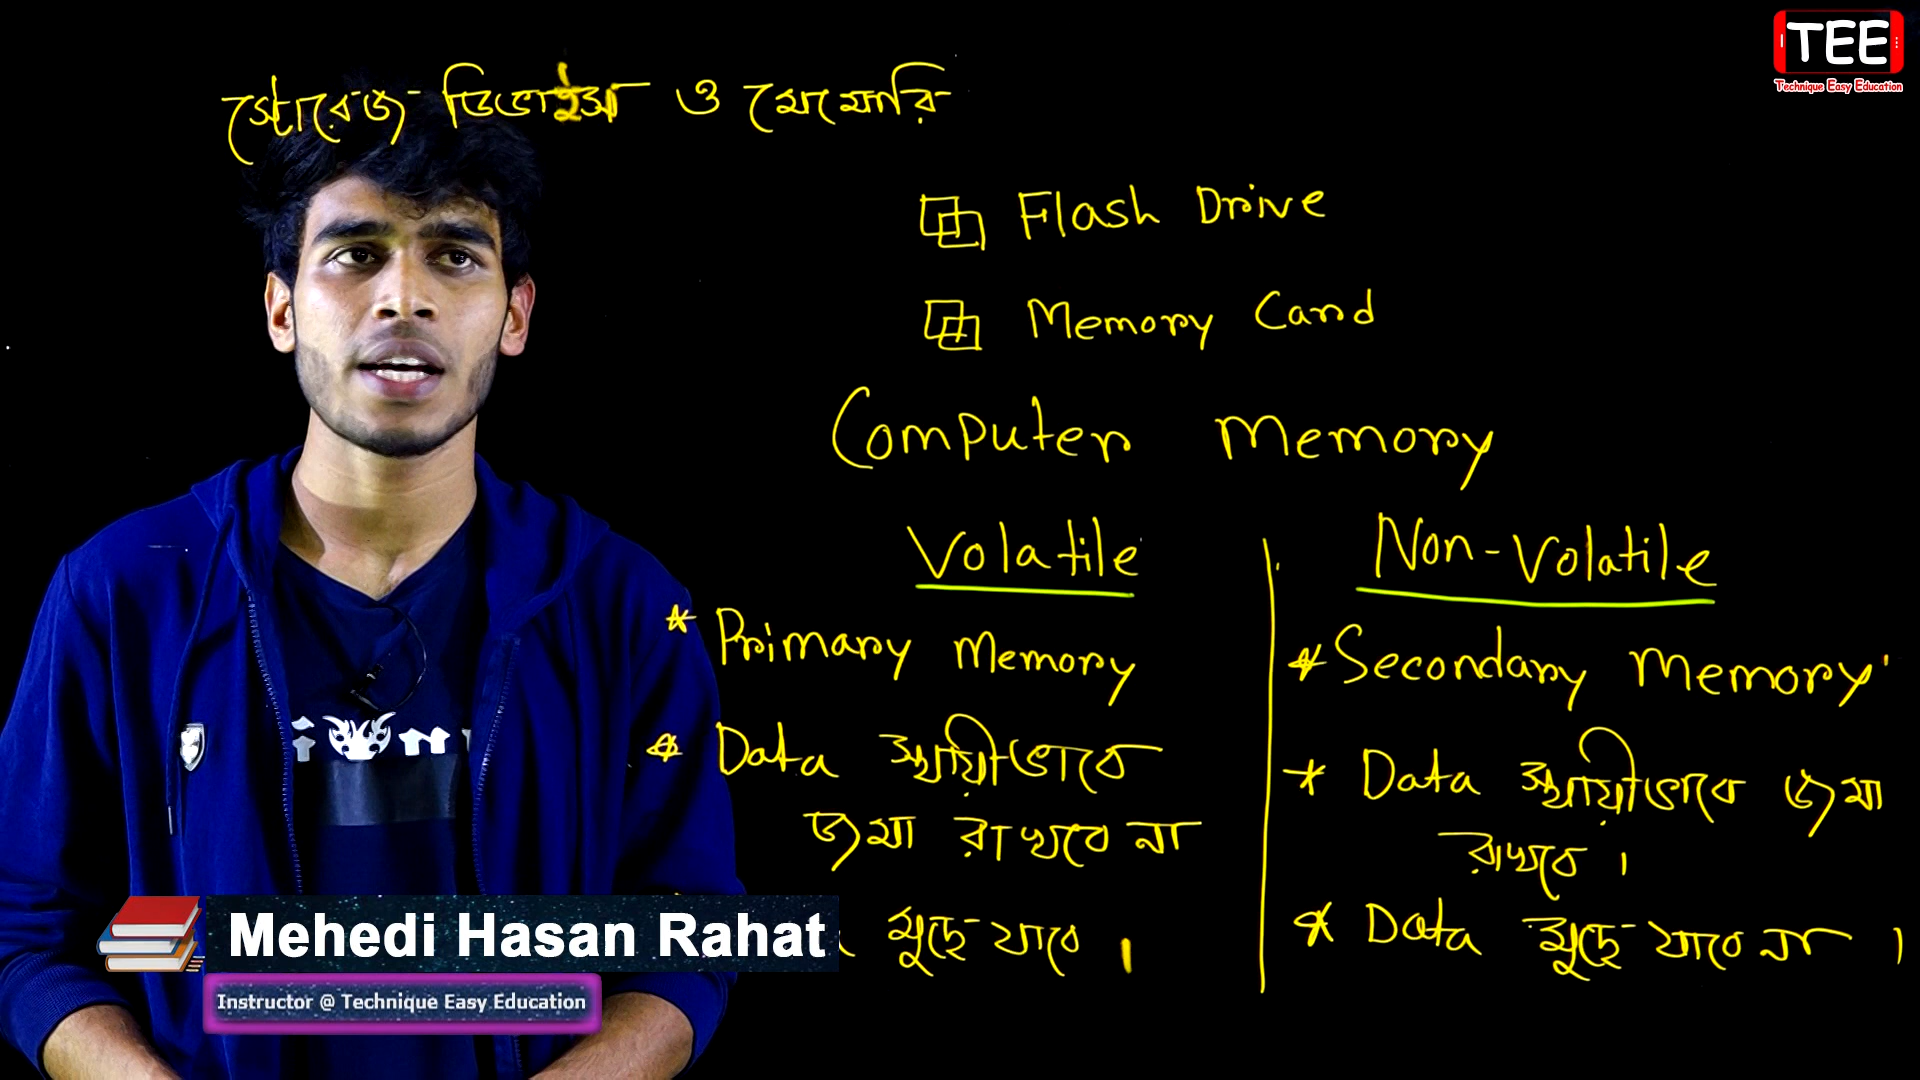 TEE
Technique Easy Education
স্টোরেজ ডিভাইস ও মেমোরি
Flash Drive
Memory Card
Computer Memory
Volatile
* Primary Memory
* Data স্থায়ীভাবে
জমা রাখবে না
মুছে যাবে ।
Non-Volatile
* Secondary Memory
* Data স্থায়ীভাবে জমা
রাখবে ।
* Data মুছে যাবে না ।
Mehedi Hasan Rahat
Instructor @ Technique Easy Education